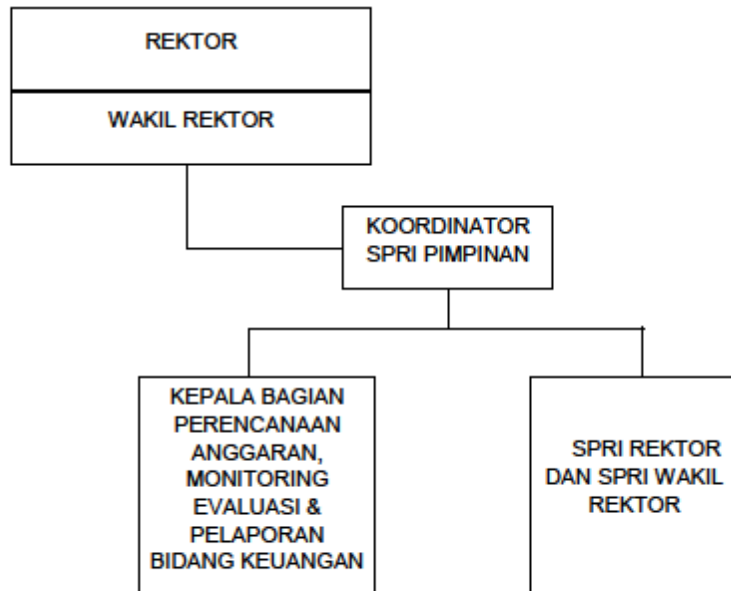 REKTOR
WAKIL REKTOR
KOORDINATOR
SPRI PIMPINAN
KEPALA BAGIAN
PERENCANAAN
ANGGARAN,
MONITORING
EVALUASI &
PELAPORAN
BIDANG KEUANGAN
SPRI REKTOR
DAN SPRI WAKIL
REKTOR